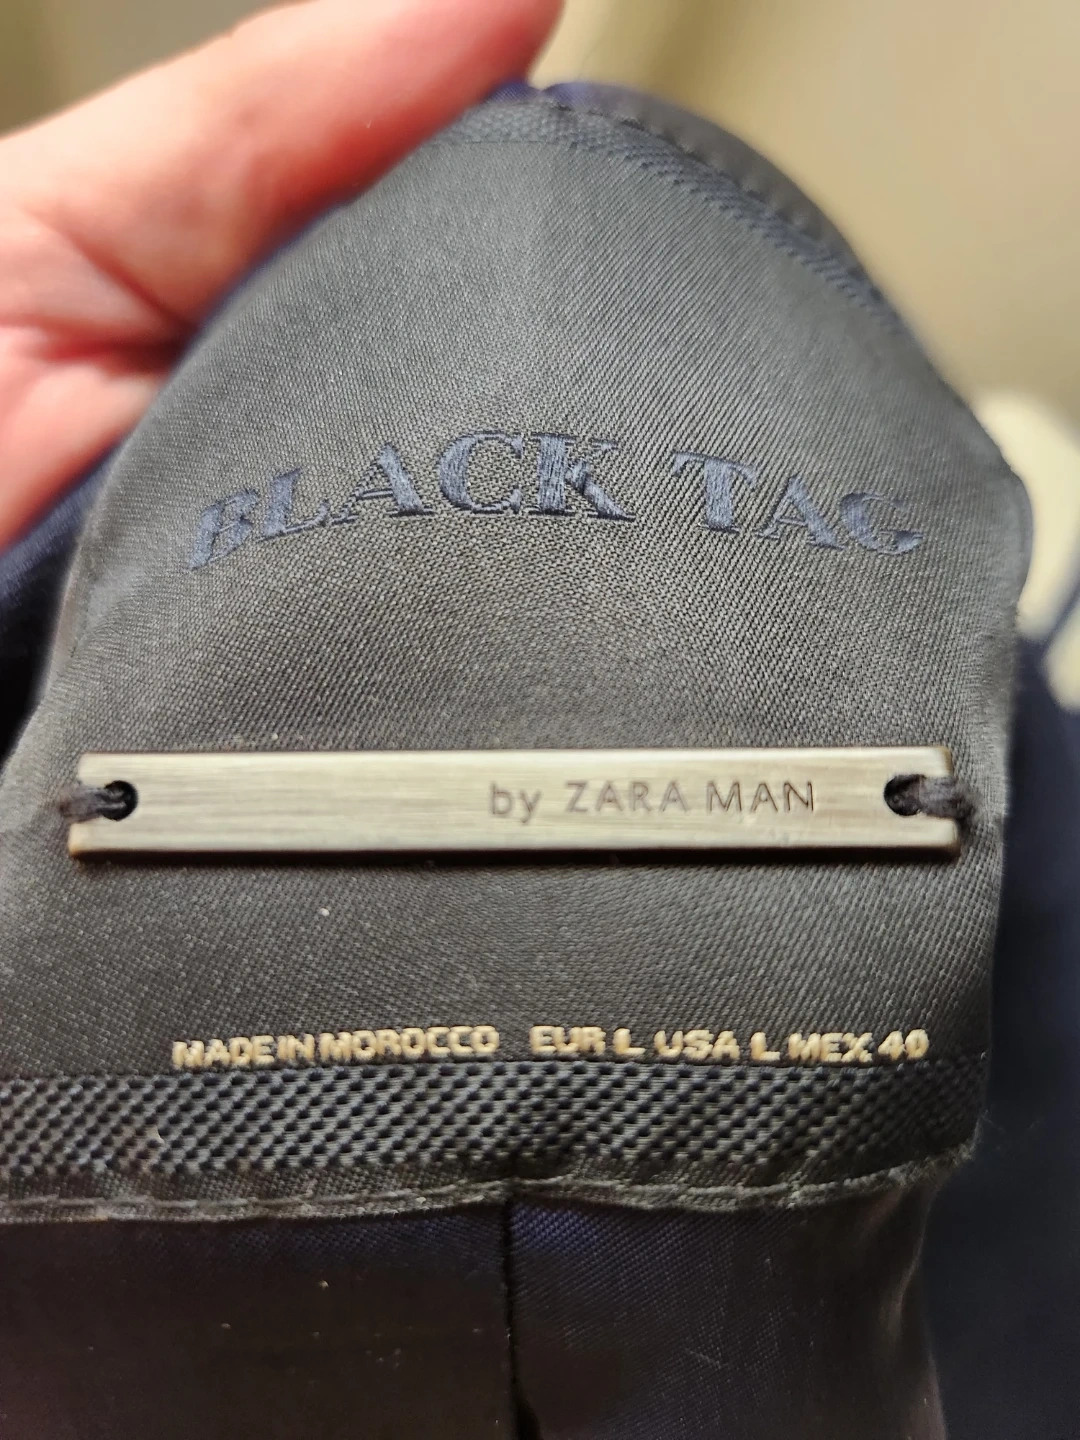 BLACK TAG
by ZARA MAN
MADE IN MOROCCO EUR L USA L MEX 40